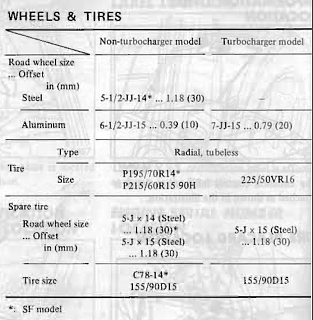 WHEELS & TIRES
Non-turbocharger model Turbocharger model
Road wheel size
... Offset
in (mm)
Steel 5-1/2-JJ-14* ... 1.18 (30) –
Aluminum 6-1/2-JJ-15 ... 0.39 (10) 7-JJ-15 ... 0.79 (20)
Type Radial, tubeless
Tire
Size P195/70R14* 225/50VR16
P215/60R15 90H
Spare tire
Road wheel size 5-J x 14 (Steel)
... Offset ... 1.18 (30)* 5-J x 15 (Steel)
in (mm) 5-J x 15 (Steel) ... 1.18 (30)
... 1.18 (30)
Tire size C78-14* 155/90D15
155/90D15
*: SF model